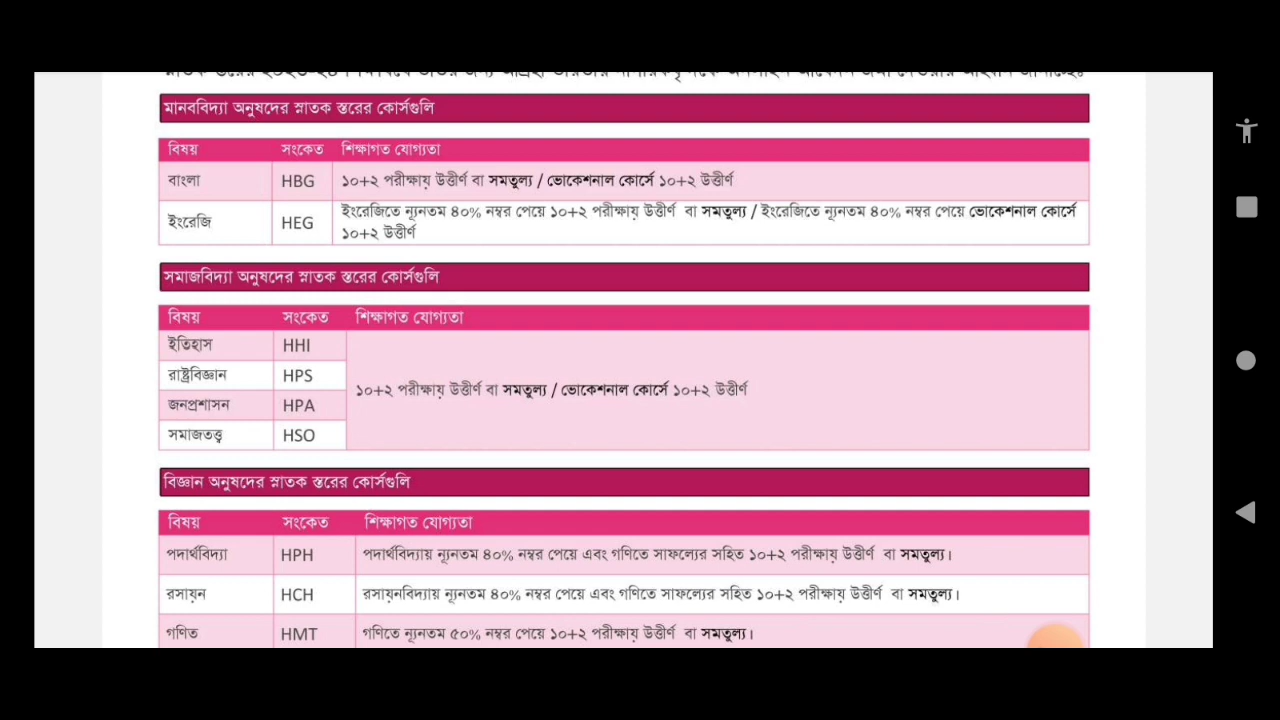 মানববিদ্যা অনুষদের স্নাতক স্তরের কোর্সগুলি
বিষয় সংকেত শিক্ষাগত যোগ্যতা
বাংলা HBG ১০+২ পরীক্ষায় উত্তীর্ণ বা সমতুল্য / ভোকেশনাল কোর্সে ১০+২ উত্তীর্ণ
ইংরেজি HEG ইংরেজিতে ন্যূনতম ৪০% নম্বর পেয়ে ১০+২ পরীক্ষায় উত্তীর্ণ বা সমতুল্য / ইংরেজিতে ন্যূনতম ৪০% নম্বর পেয়ে ভোকেশনাল কোর্সে
১০+২ উত্তীর্ণ
সমাজবিদ্যা অনুষদের স্নাতক স্তরের কোর্সগুলি
বিষয় সংকেত শিক্ষাগত যোগ্যতা
ইতিহাস HHI
রাষ্ট্রবিজ্ঞান HPS
১০+২ পরীক্ষায় উত্তীর্ণ বা সমতুল্য / ভোকেশনাল কোর্সে ১০+২ উত্তীর্ণ
জনপ্রশাসন HPA
সমাজতত্ত্ব HSO
বিজ্ঞান অনুষদের স্নাতক স্তরের কোর্সগুলি
বিষয় সংকেত শিক্ষাগত যোগ্যতা
পদার্থবিদ্যা HPH পদার্থবিদ্যায় ন্যূনতম ৪০% নম্বর পেয়ে এবং গণিতে সাফল্যের সহিত ১০+২ পরীক্ষায় উত্তীর্ণ বা সমতুল্য।
রসায়ন HCH রসায়নবিদ্যায় ন্যূনতম ৪০% নম্বর পেয়ে এবং গণিতে সাফল্যের সহিত ১০+২ পরীক্ষায় উত্তীর্ণ বা সমতুল্য।
গণিত HMT গণিতে ন্যূনতম ৫০% নম্বর পেয়ে ১০+২ পরীক্ষায় উত্তীর্ণ বা সমতুল্য।